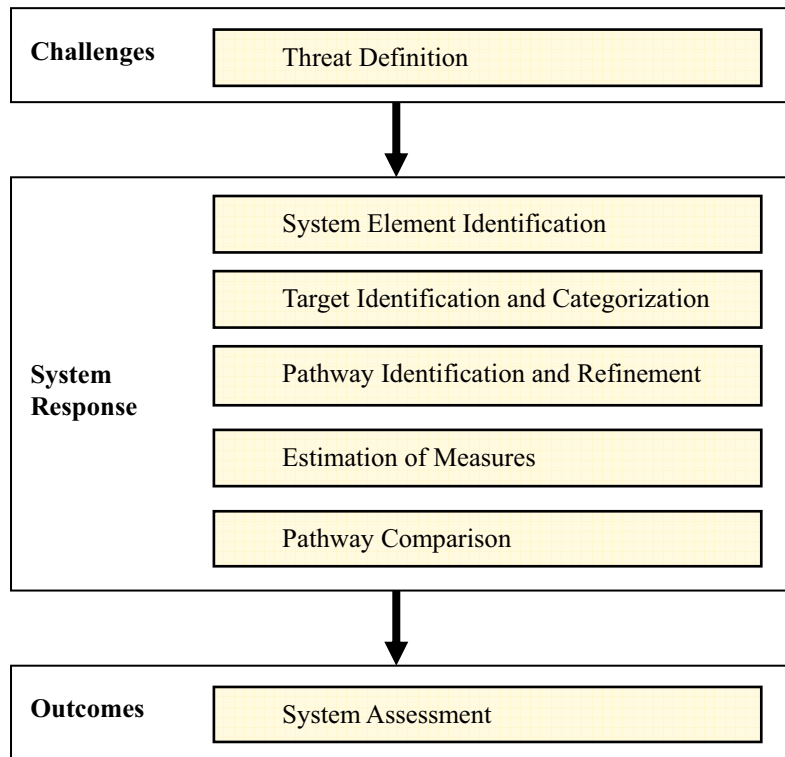 Challenges
Threat Definition
System Element Identification
Target Identification and Categorization
System
Response
Pathway Identification and Refinement
Estimation of Measures
Pathway Comparison
Outcomes
System Assessment